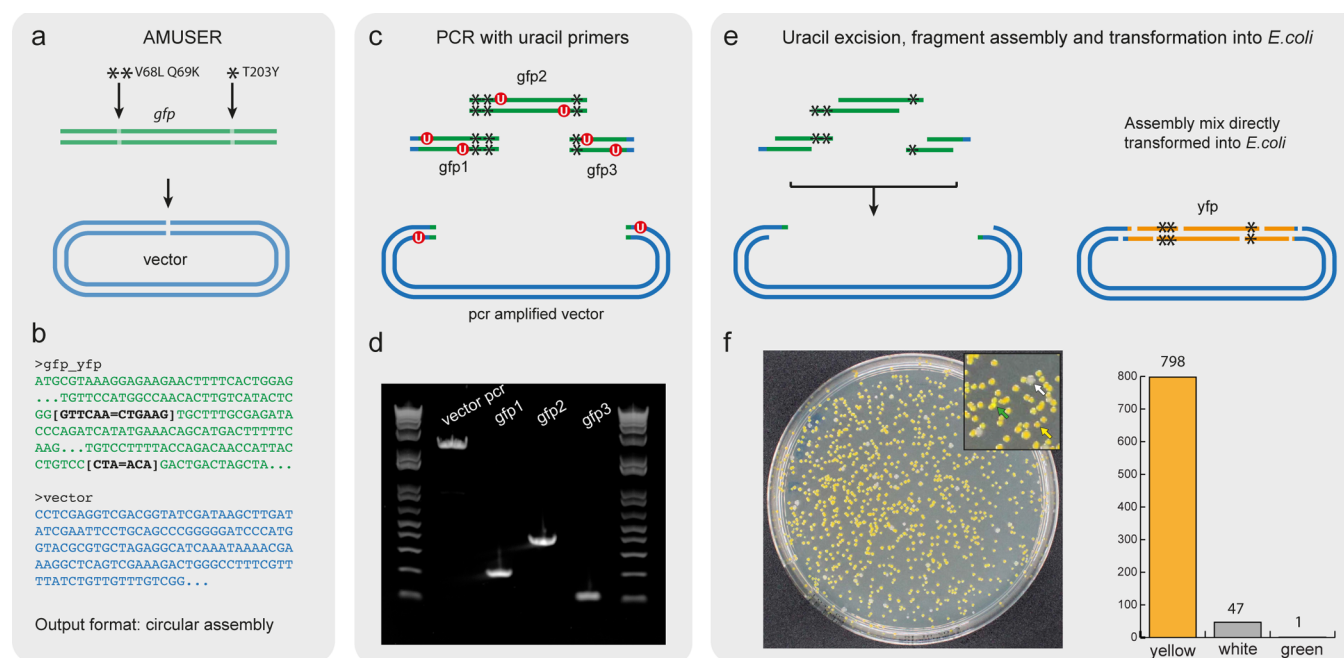 a
AMUSER
** V68L Q69K
* T203Y
gfp
vector
b
>gfp_yfp
ATGCGTAAAGGAGAAGAACTTTTCACTGGAG
...TGTTCCATGGCCAACACTTGTCATACTC
GG[GTTCAA=CTGAAG]TGCTTTGCGAGATA
CCCAGATCATATGAAACAGCATGACTTTTTC
AAG...TGTCCTTTTACCAGACAACCATTAC
CTGTCC[CTA=ACA]GACTGACTAGCTA...
>vector
CCTCGAGGTCGACGGTATCGATAAGCTTGAT
ATCGAATTCCTGCAGCCCGGGGGATCCCATG
GTACGCGTGCTAGAGGCATCAAATAAAACGA
AAGGCTCAGTCGAAAGACTGGGCCTTTCGTT
TTATCTGTTGTTTGTCGG...
Output format: circular assembly
c
PCR with uracil primers
gfp2
U
U
U
U
U
U
gfp1
gfp3
U
U
pcr amplified vector
d
vector pcr
gfp1
gfp2
gfp3
e
Uracil excision, fragment assembly and transformation into E.coli
Assembly mix directly
transformed into E.coli
yfp
f
798
800
700
600
500
400
300
200
100
0
47
1
yellow
white
green